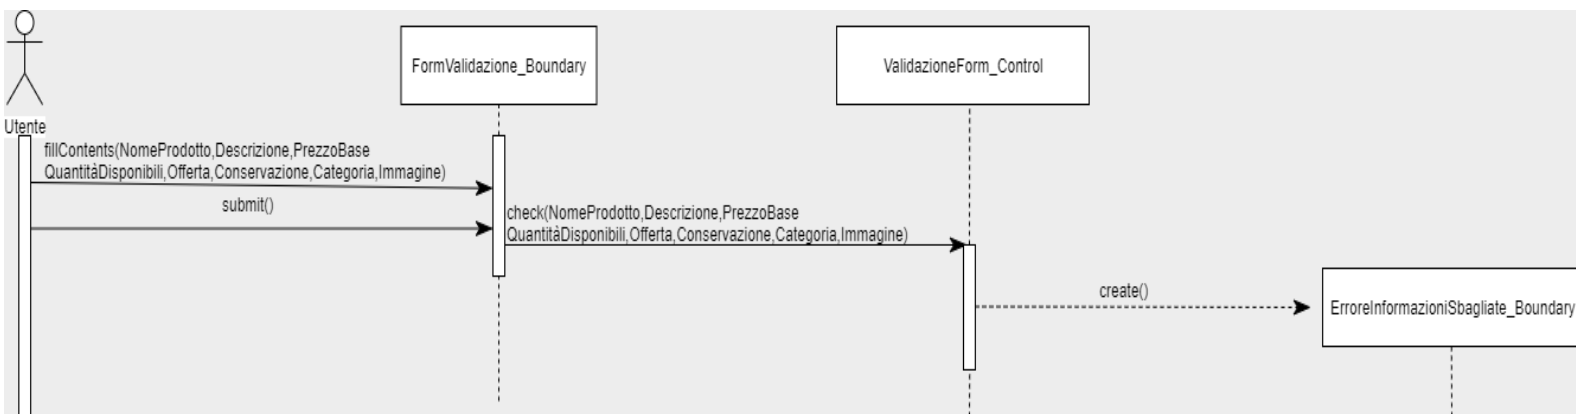 FormValidazione_Boundary
ValidazioneForm_Control
Utente
fillContents(NomeProdotto,Descrizione,PrezzoBase
QuantitàDisponibili,Offerta,Conservazione,Categoria,Immagine)
submit()
check(NomeProdotto,Descrizione,PrezzoBase
QuantitàDisponibili,Offerta,Conservazione,Categoria,Immagine)
create()
ErroreInformazioniSbagliate_Boundary